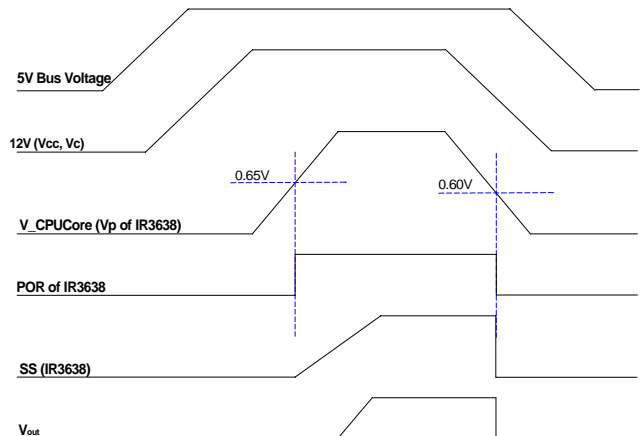 5V Bus Voltage
12V (Vcc, Vc)
0.65V
0.60V
V_CPUCore (Vp of IR3638)
POR of IR3638
SS (IR3638)
Vout